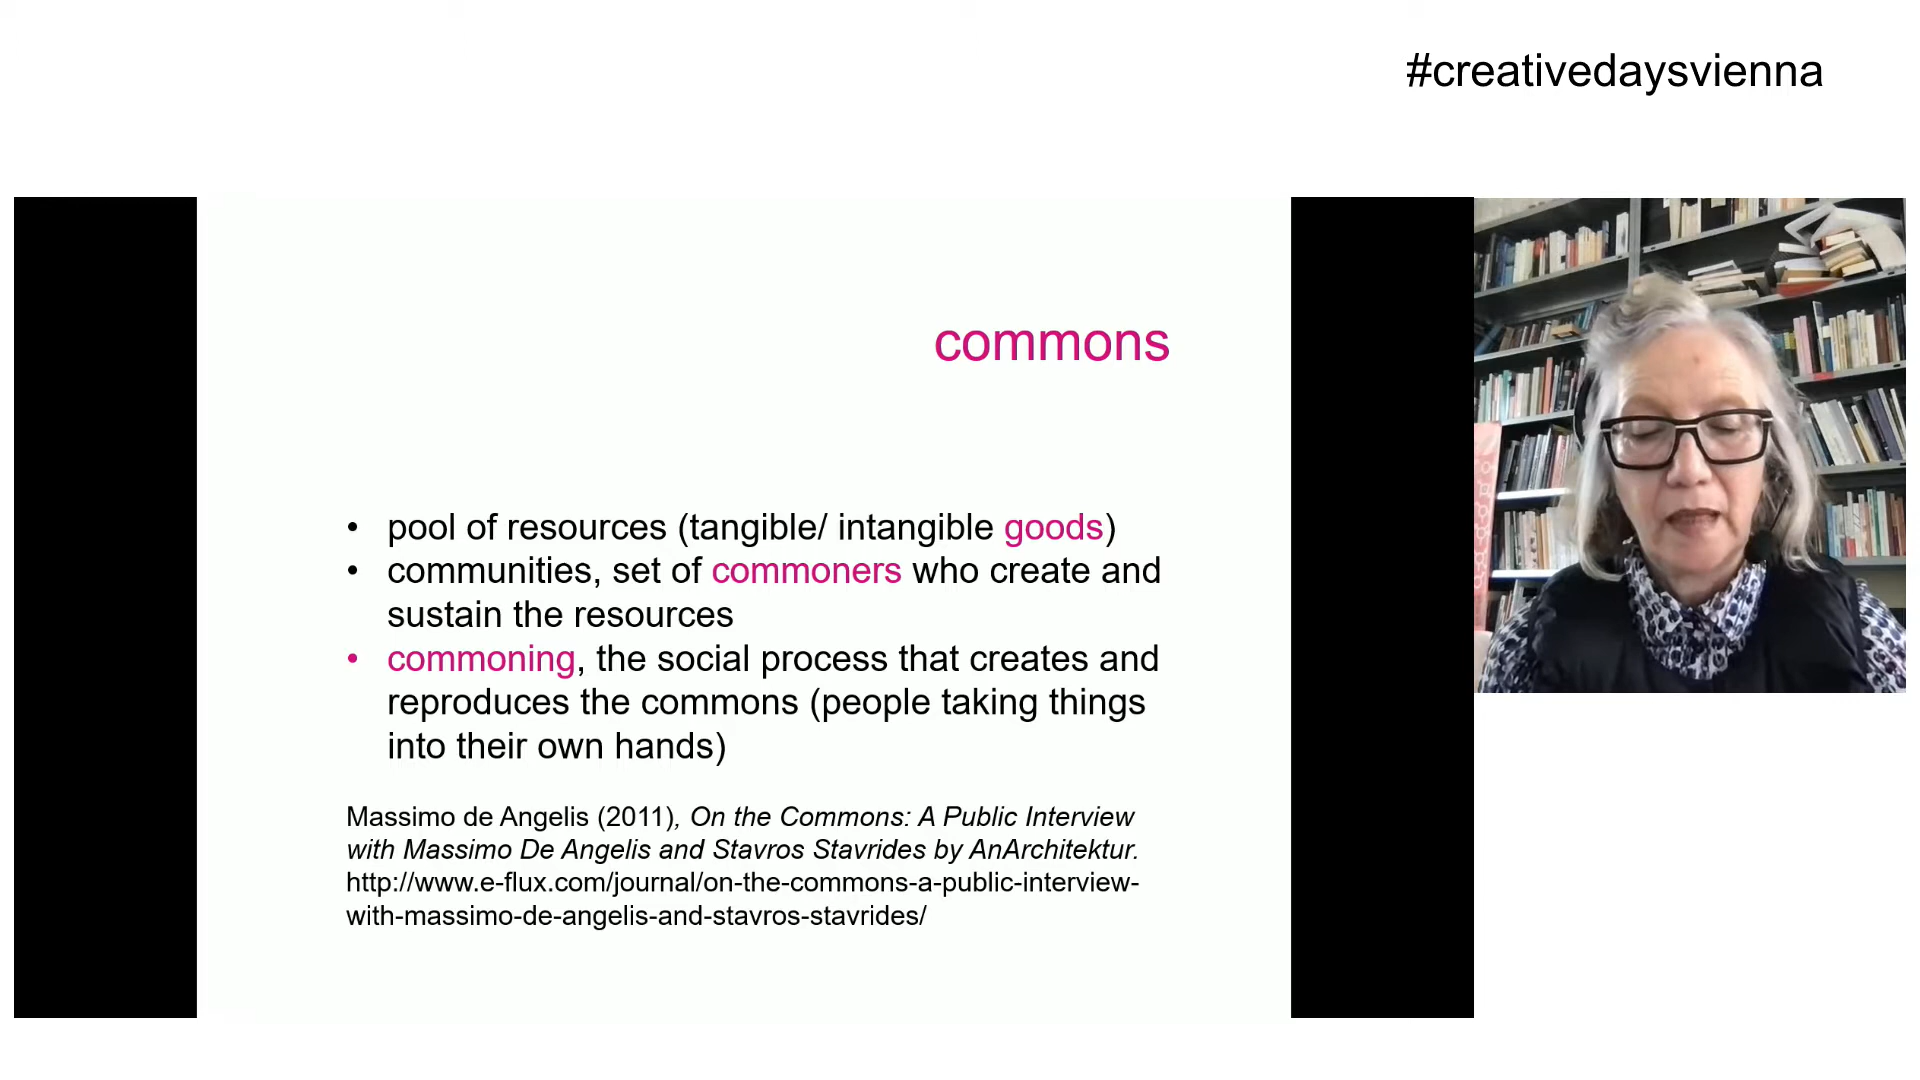 #creativedaysvienna
commons
• pool of resources (tangible/ intangible goods)
• communities, set of commoners who create and
sustain the resources
• commoning, the social process that creates and
reproduces the commons (people taking things
into their own hands)
Massimo de Angelis (2011), On the Commons: A Public Interview
with Massimo De Angelis and Stavros Stavrides by AnArchitektur.
http://www.e-flux.com/journal/on-the-commons-a-public-interview-
with-massimo-de-angelis-and-stavros-stavrides/